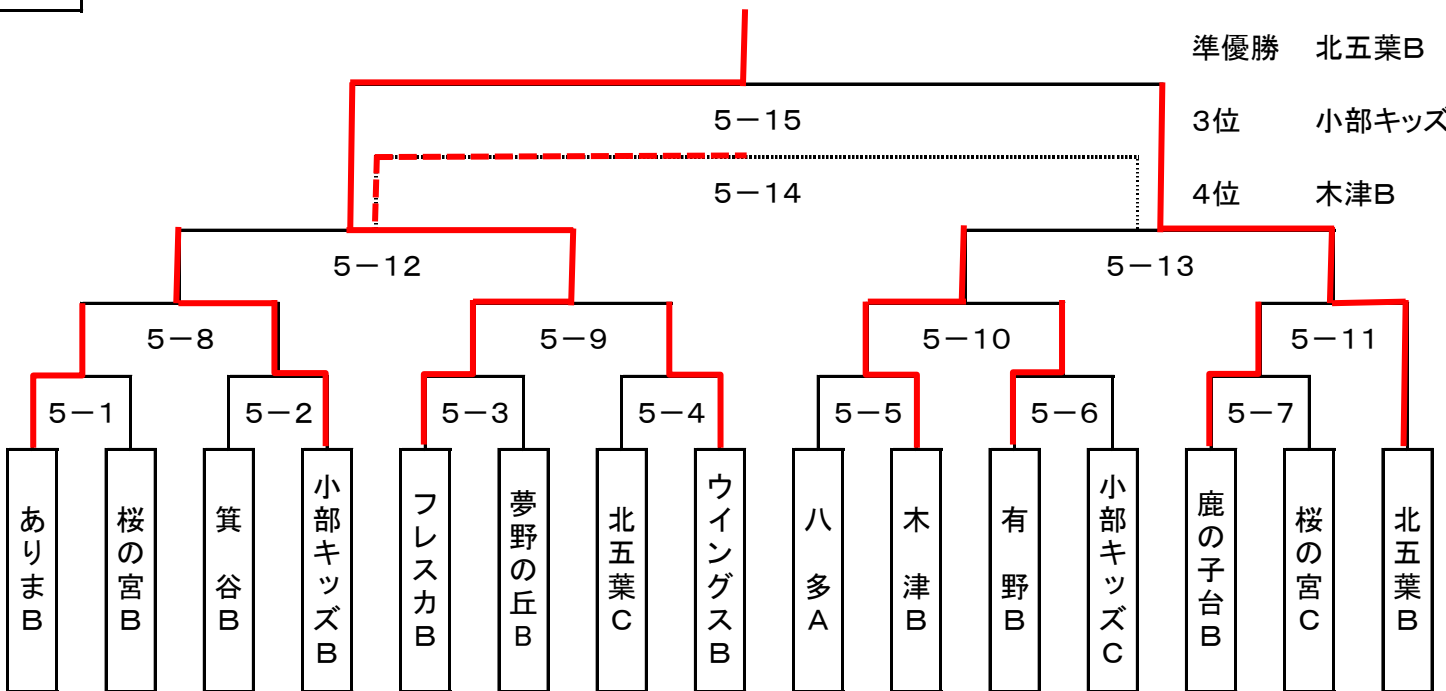 準優勝 北五葉B
5-15
3位 小部キッズ
5-14
4位 木津B
5-12
5-13
5-8
5-9
5-10
5-11
5-1
5-2
5-3
5-4
5-5
5-6
5-7
ありまB
桜の宮B
箕谷B
小部キッズB
フレスカB
夢野の丘B
北五葉C
ウイングスB
八多A
木津B
有野B
小部キッズC
鹿の子台B
桜の宮C
北五葉B